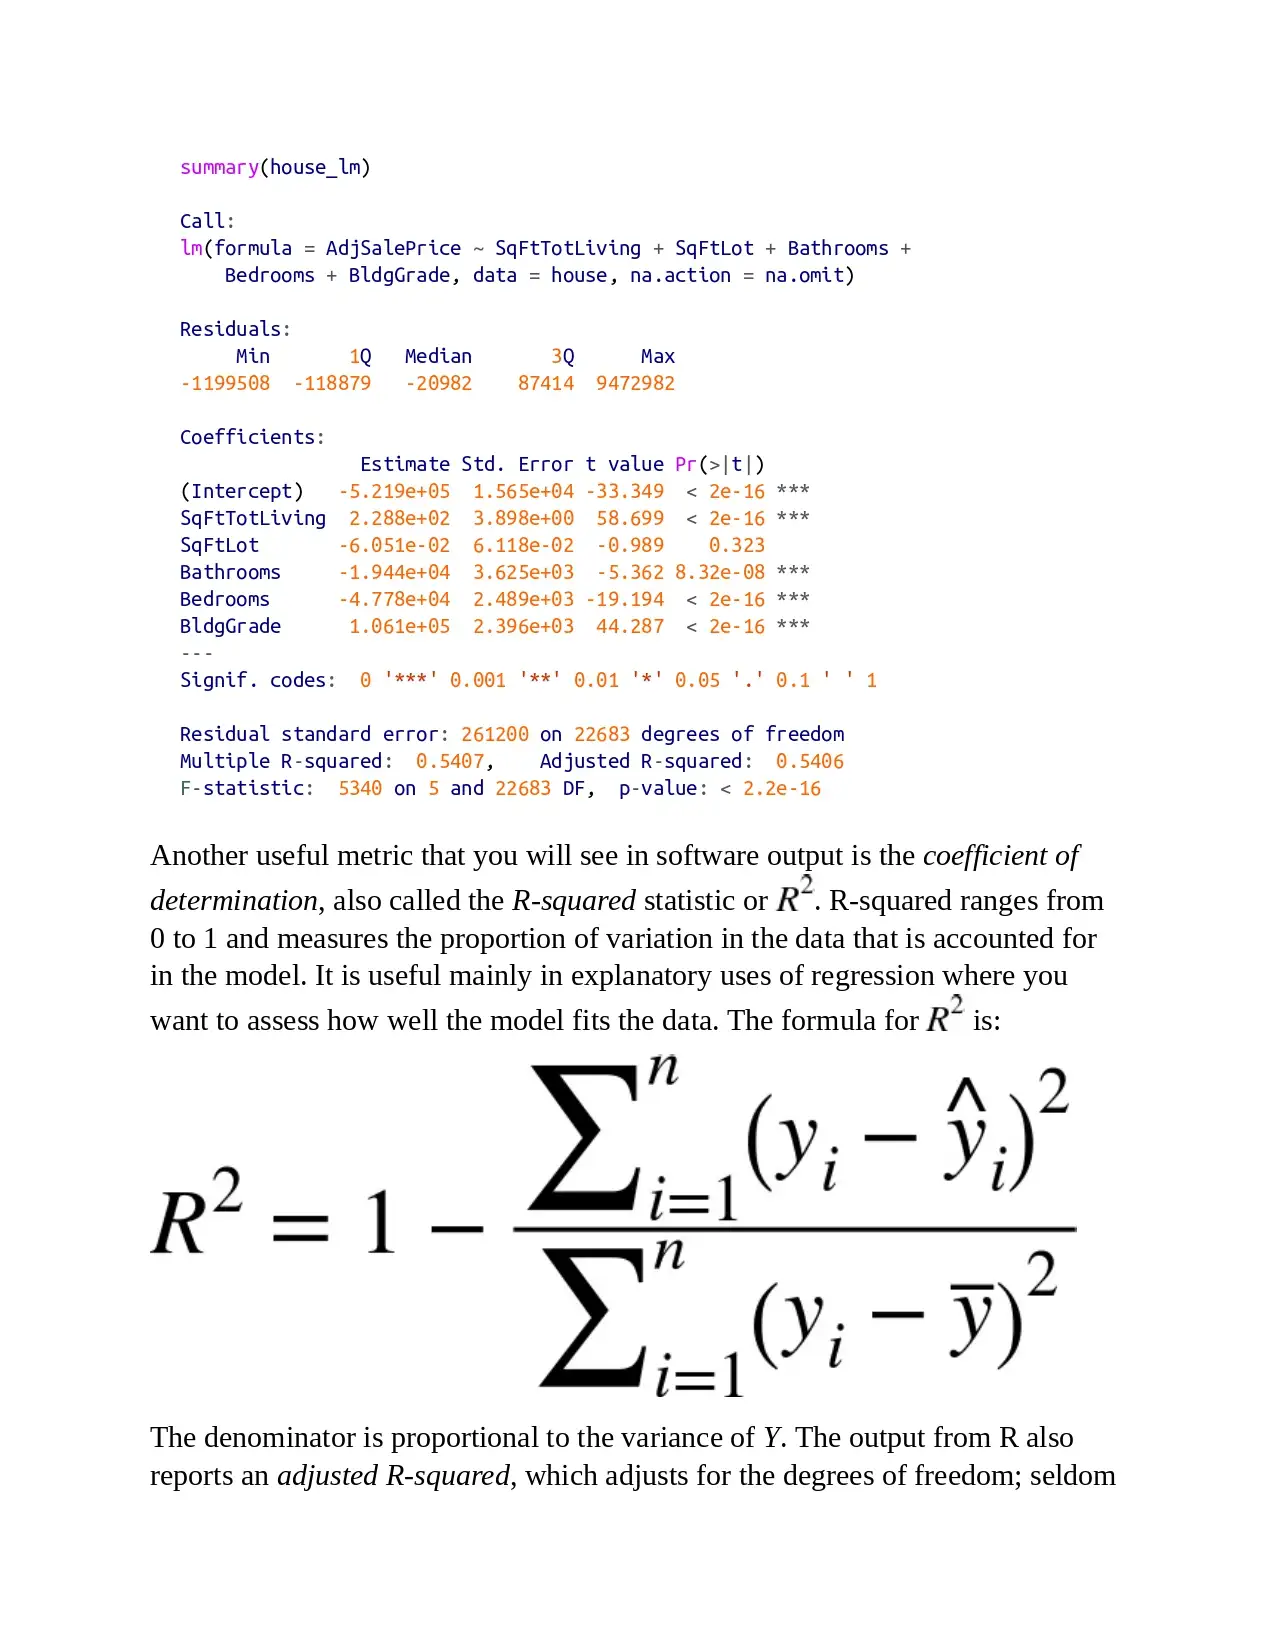 summary(house_lm)
Call:
lm(formula = AdjSalePrice ~ SqFtTotLiving + SqFtLot + Bathrooms +
    Bedrooms + BldgGrade, data = house, na.action = na.omit)
Residuals:
     Min       1Q   Median       3Q      Max
-1199508  -118879   -20982    87414  9472982
Coefficients:
                Estimate Std. Error t value Pr(>|t|)
(Intercept)   -5.219e+05  1.565e+04 -33.349  < 2e-16 ***
SqFtTotLiving  2.288e+02  3.898e+00  58.699  < 2e-16 ***
SqFtLot       -6.051e-02  6.118e-02  -0.989    0.323
Bathrooms     -1.944e+04  3.625e+03  -5.362 8.32e-08 ***
Bedrooms      -4.778e+04  2.489e+03 -19.194  < 2e-16 ***
BldgGrade      1.061e+05  2.396e+03  44.287  < 2e-16 ***
---
Signif. codes:  0 '***' 0.001 '**' 0.01 '*' 0.05 '.' 0.1 ' ' 1
Residual standard error: 261200 on 22683 degrees of freedom
Multiple R-squared:  0.5407,    Adjusted R-squared:  0.5406
F-statistic:  5340 on 5 and 22683 DF,  p-value: < 2.2e-16
Another useful metric that you will see in software output is the coefficient of
determination, also called the R-squared statistic or R². R-squared ranges from
0 to 1 and measures the proportion of variation in the data that is accounted for
in the model. It is useful mainly in explanatory uses of regression where you
want to assess how well the model fits the data. The formula for R² is:
R² = 1 − ∑ⁿᵢ₌₁(yᵢ − ŷᵢ)² / ∑ⁿᵢ₌₁(yᵢ − ȳ)²
The denominator is proportional to the variance of Y. The output from R also
reports an adjusted R-squared, which adjusts for the degrees of freedom; seldom